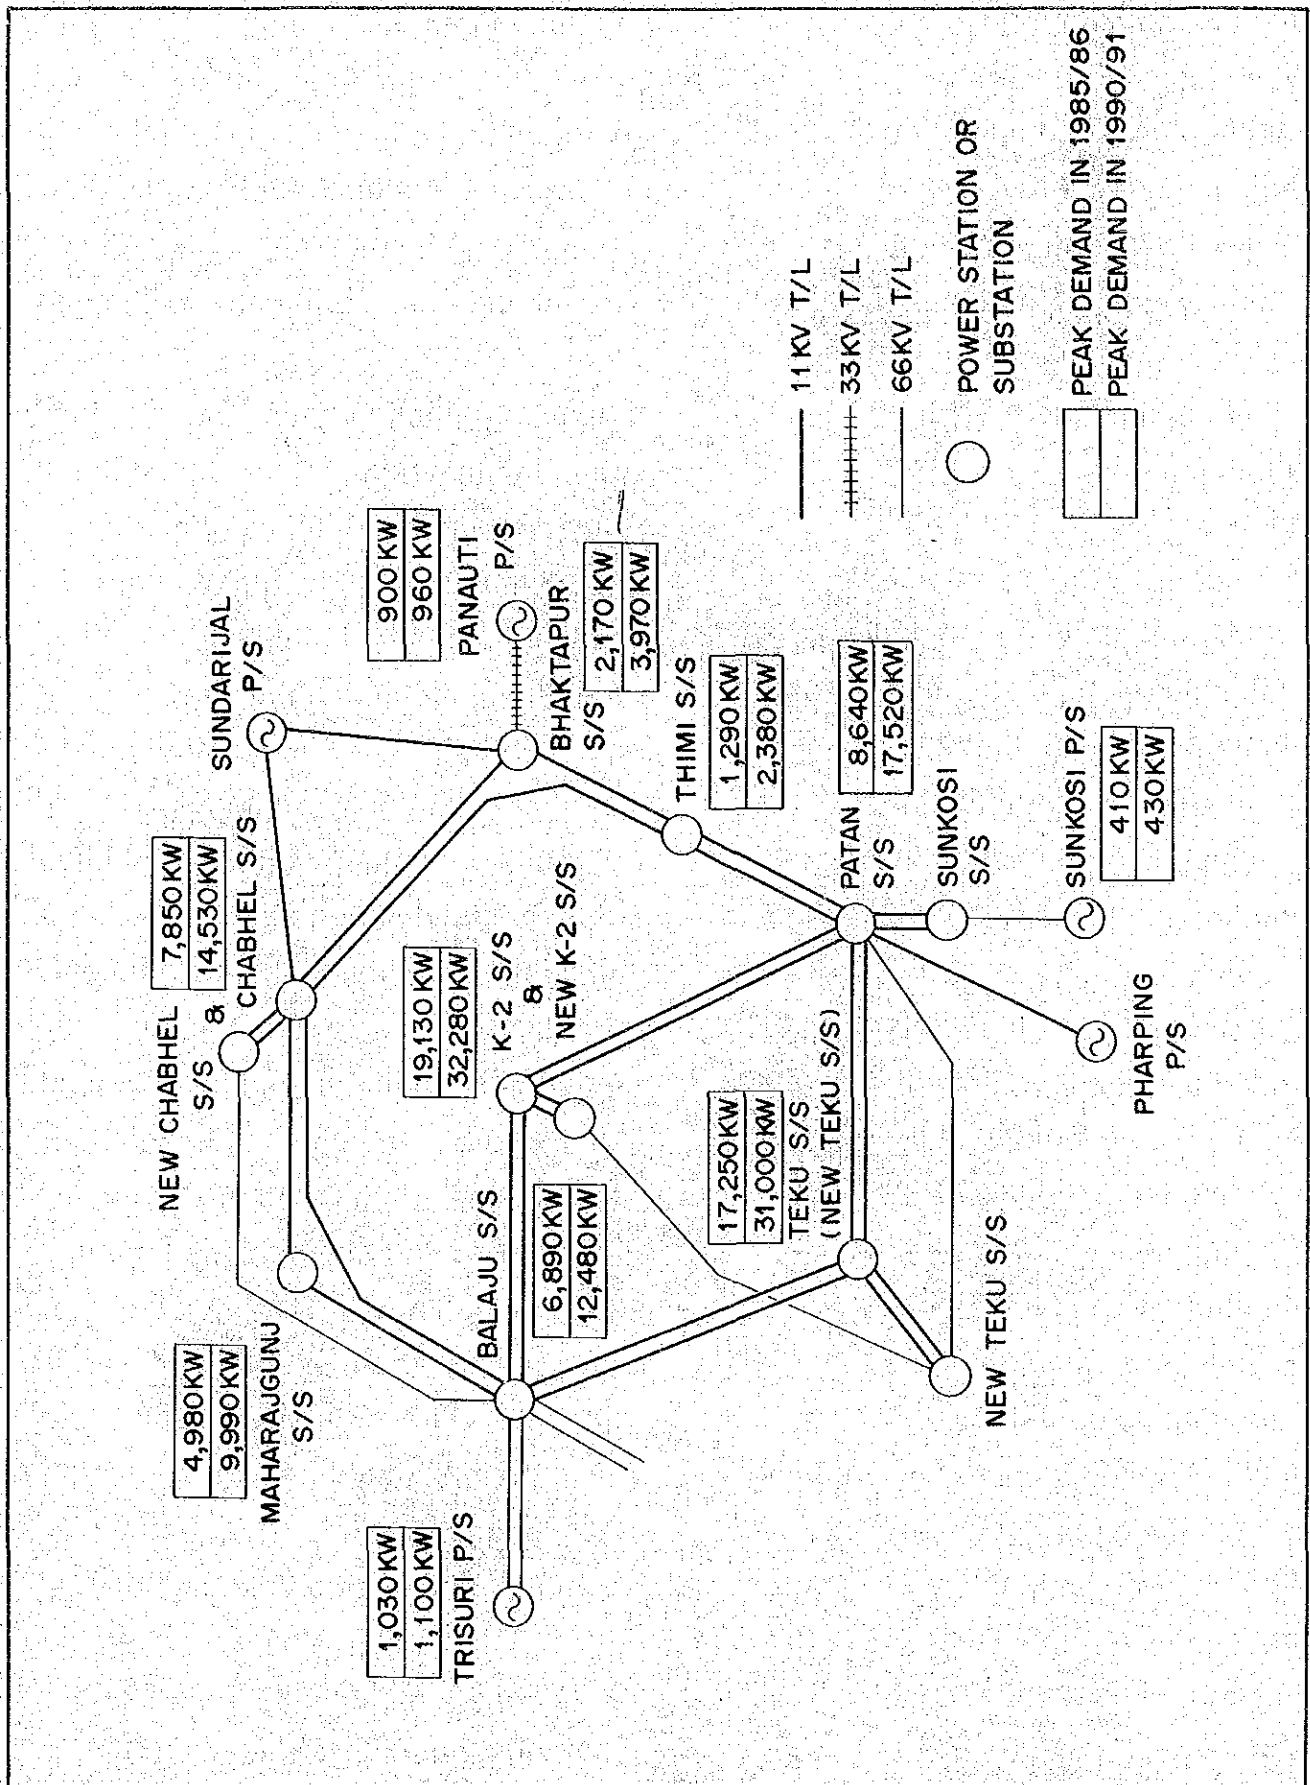 1,030 KW
1,100 KW
TRISURI P/S
4,980 KW
9,990 KW
MAHARAJGUNJ
S/S
NEW CHABHEL
S/S
&
7,850 KW
14,530 KW
CHABHEL S/S
SUNDARIJAL
P/S
900 KW
960 KW
PANAUTI
P/S
BHAKTAPUR
S/S
2,170 KW
3,970 KW
THIMI S/S
1,290 KW
2,380 KW
19,130 KW
32,280 KW
K-2 S/S
&
NEW K-2 S/S
BALAJU S/S
6,890 KW
12,480 KW
17,250 KW
31,000 KW
TEKU S/S
(NEW TEKU S/S)
NEW TEKU S/S
PATAN
S/S
8,640 KW
17,520 KW
SUNKOSI
S/S
SUNKOSI P/S
410 KW
430 KW
PHARPING
P/S
11 KV T/L
33 KV T/L
66 KV T/L
POWER STATION OR
SUBSTATION
PEAK DEMAND IN 1985/86
PEAK DEMAND IN 1990/91